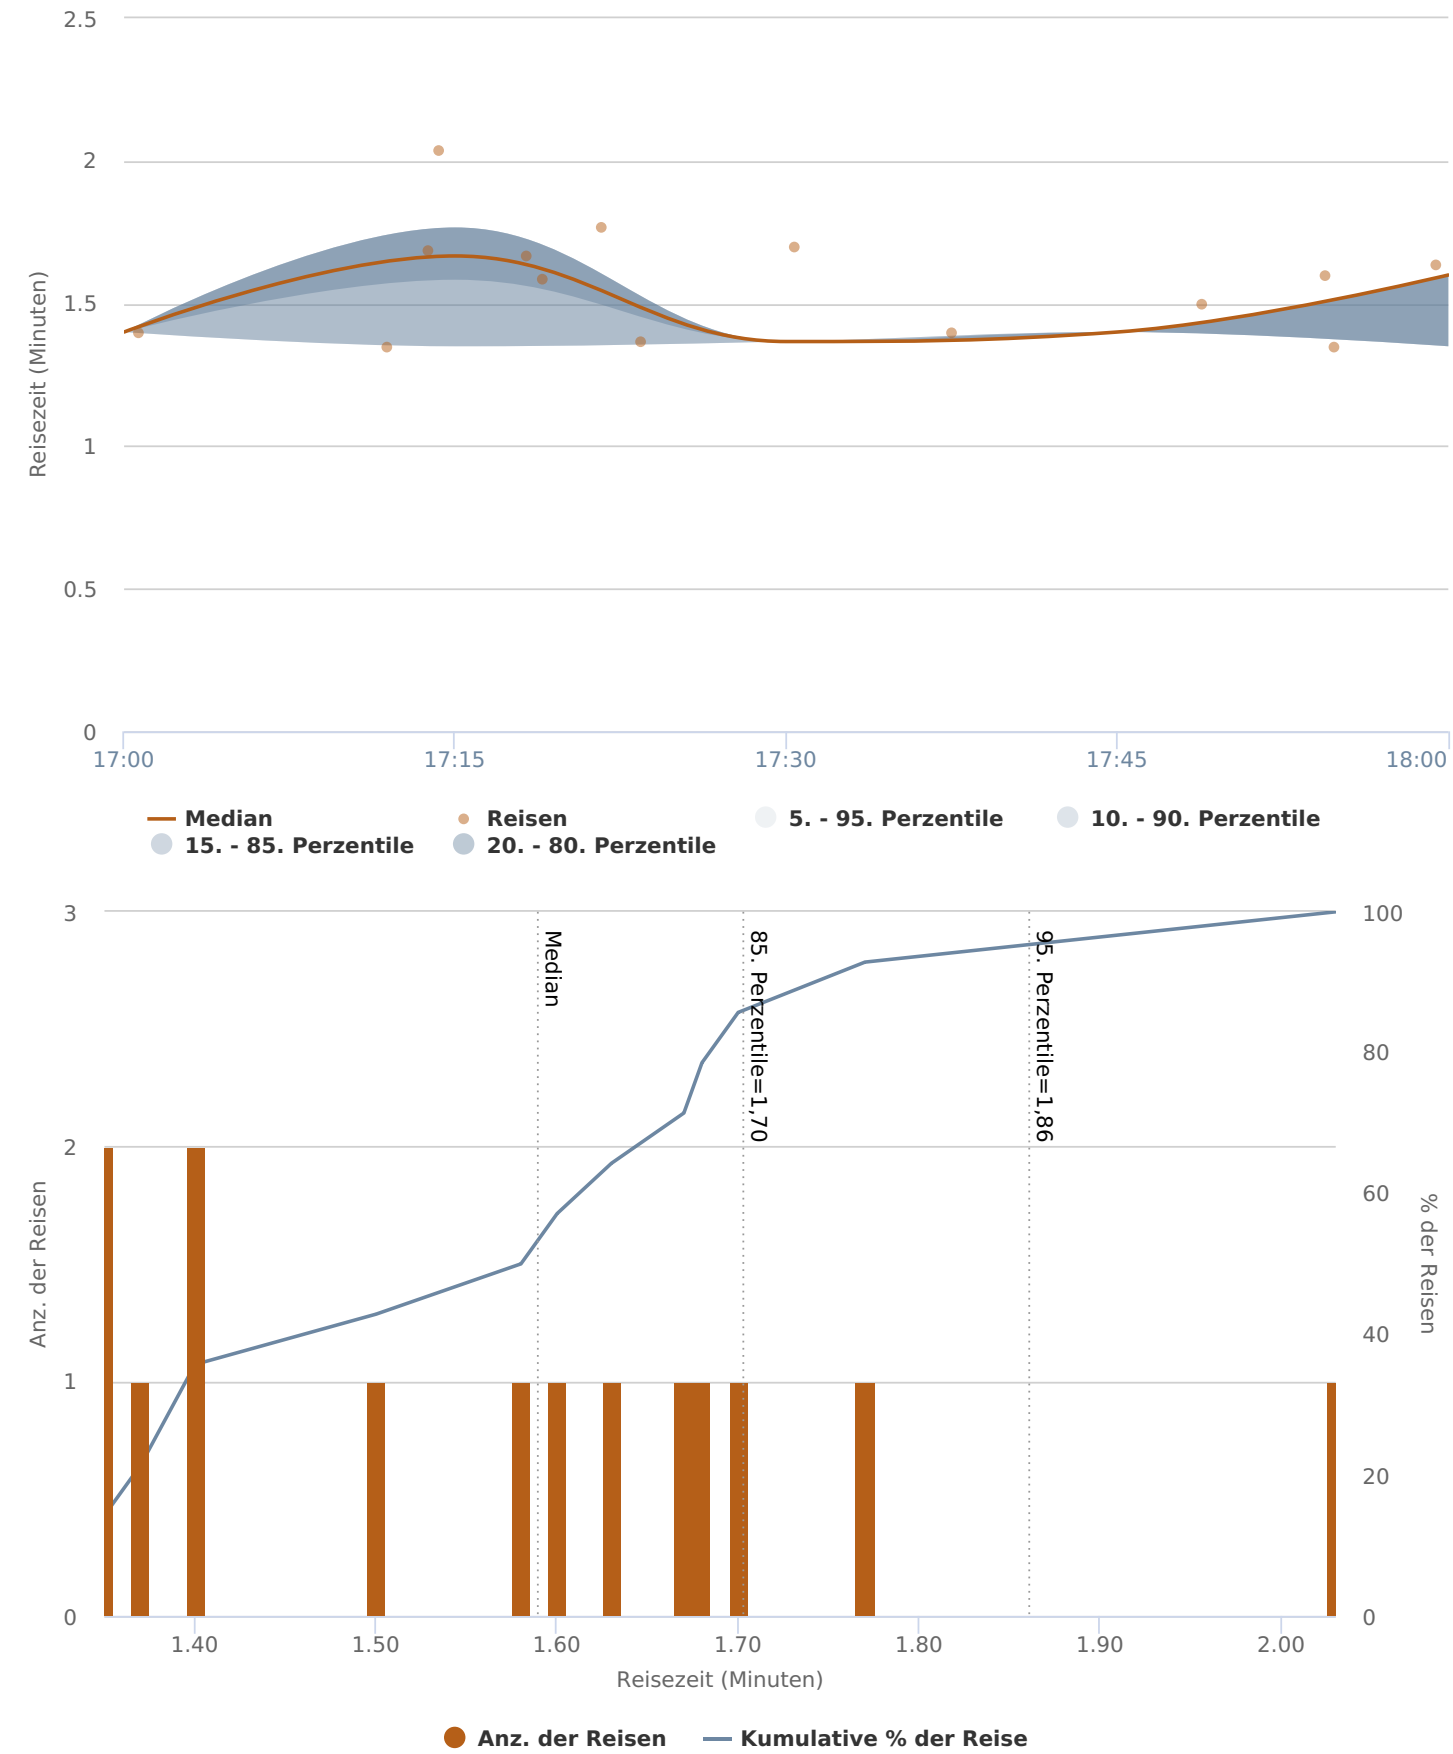 2.5
2
1.5
1
0.5
0
Reisezeit (Minuten)
17:00 17:15 17:30 17:45 18:00
Median Reisen 5. - 95. Perzentile 10. - 90. Perzentile
15. - 85. Perzentile 20. - 80. Perzentile
3
2
1
0
Anz. der Reisen
Median
85. Perzentile=1,70
95. Perzentile=1,86
100
80
60
40
20
0
% der Reisen
1.40 1.50 1.60 1.70 1.80 1.90 2.00
Reisezeit (Minuten)
Anz. der Reisen Kumulative % der Reise